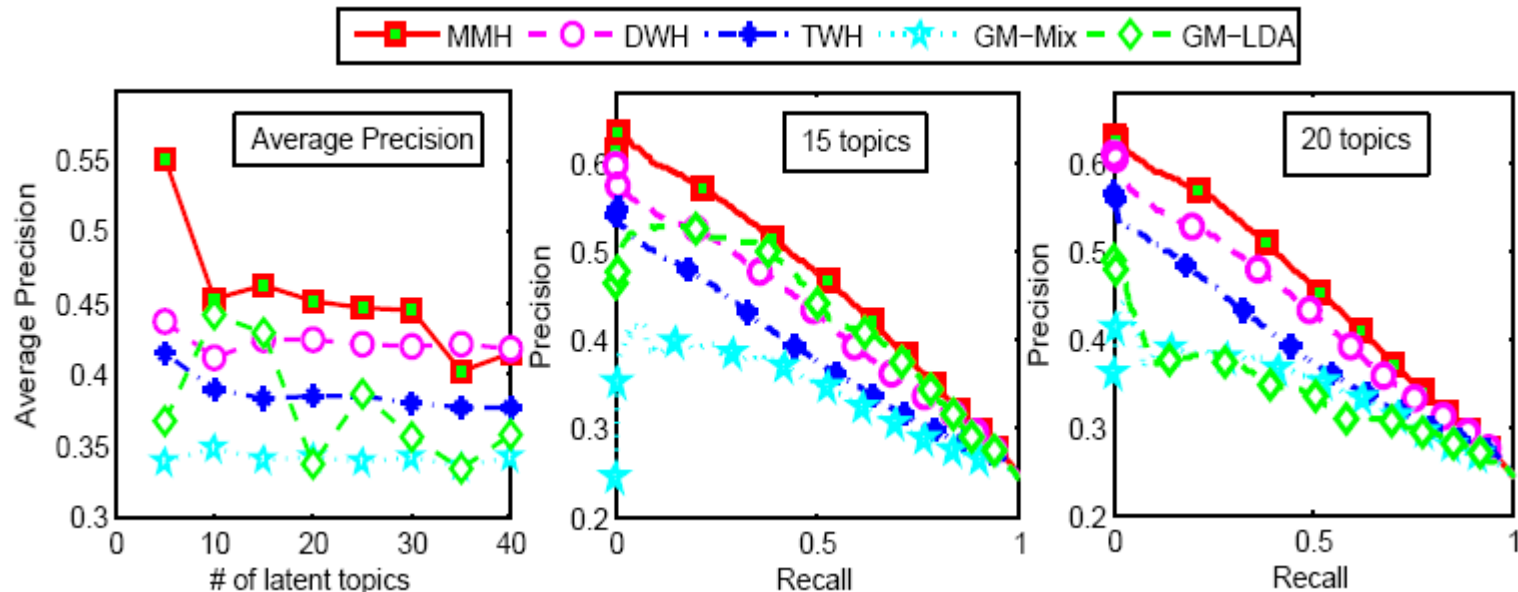 MMH DWH TWH GM-Mix GM-LDA
Average Precision
0.55
0.5
0.45
0.4
0.35
0.3
0 10 20 30 40
# of latent topics
Average Precision
15 topics
0.6
0.5
0.4
0.3
0.2
0 0.5 1
Recall
Precision
20 topics
0.6
0.5
0.4
0.3
0.2
0 0.5 1
Recall
Precision